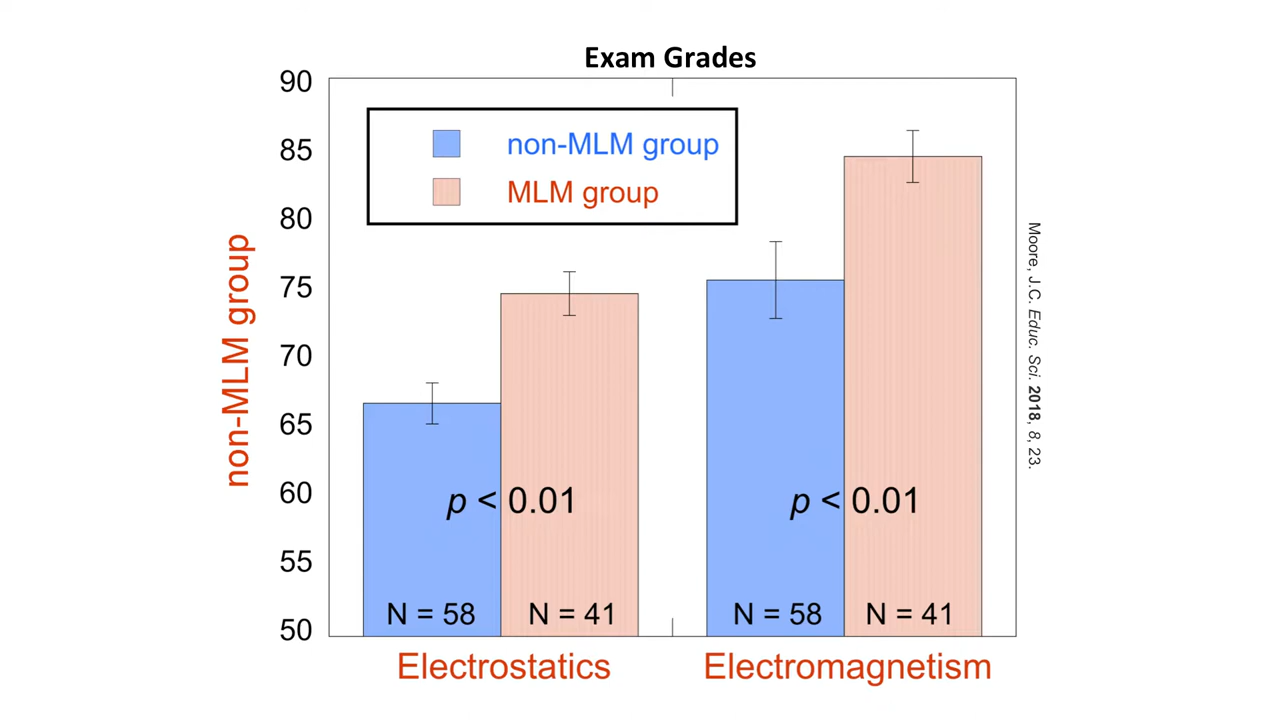 Exam Grades
90
85
80
75
70
65
60
55
50
non-MLM group
non-MLM group
MLM group
p < 0.01
p < 0.01
N = 58
N = 41
N = 58
N = 41
Electrostatics
Electromagnetism
Moore, J.C. Educ. Sci. 2018, 8, 23.